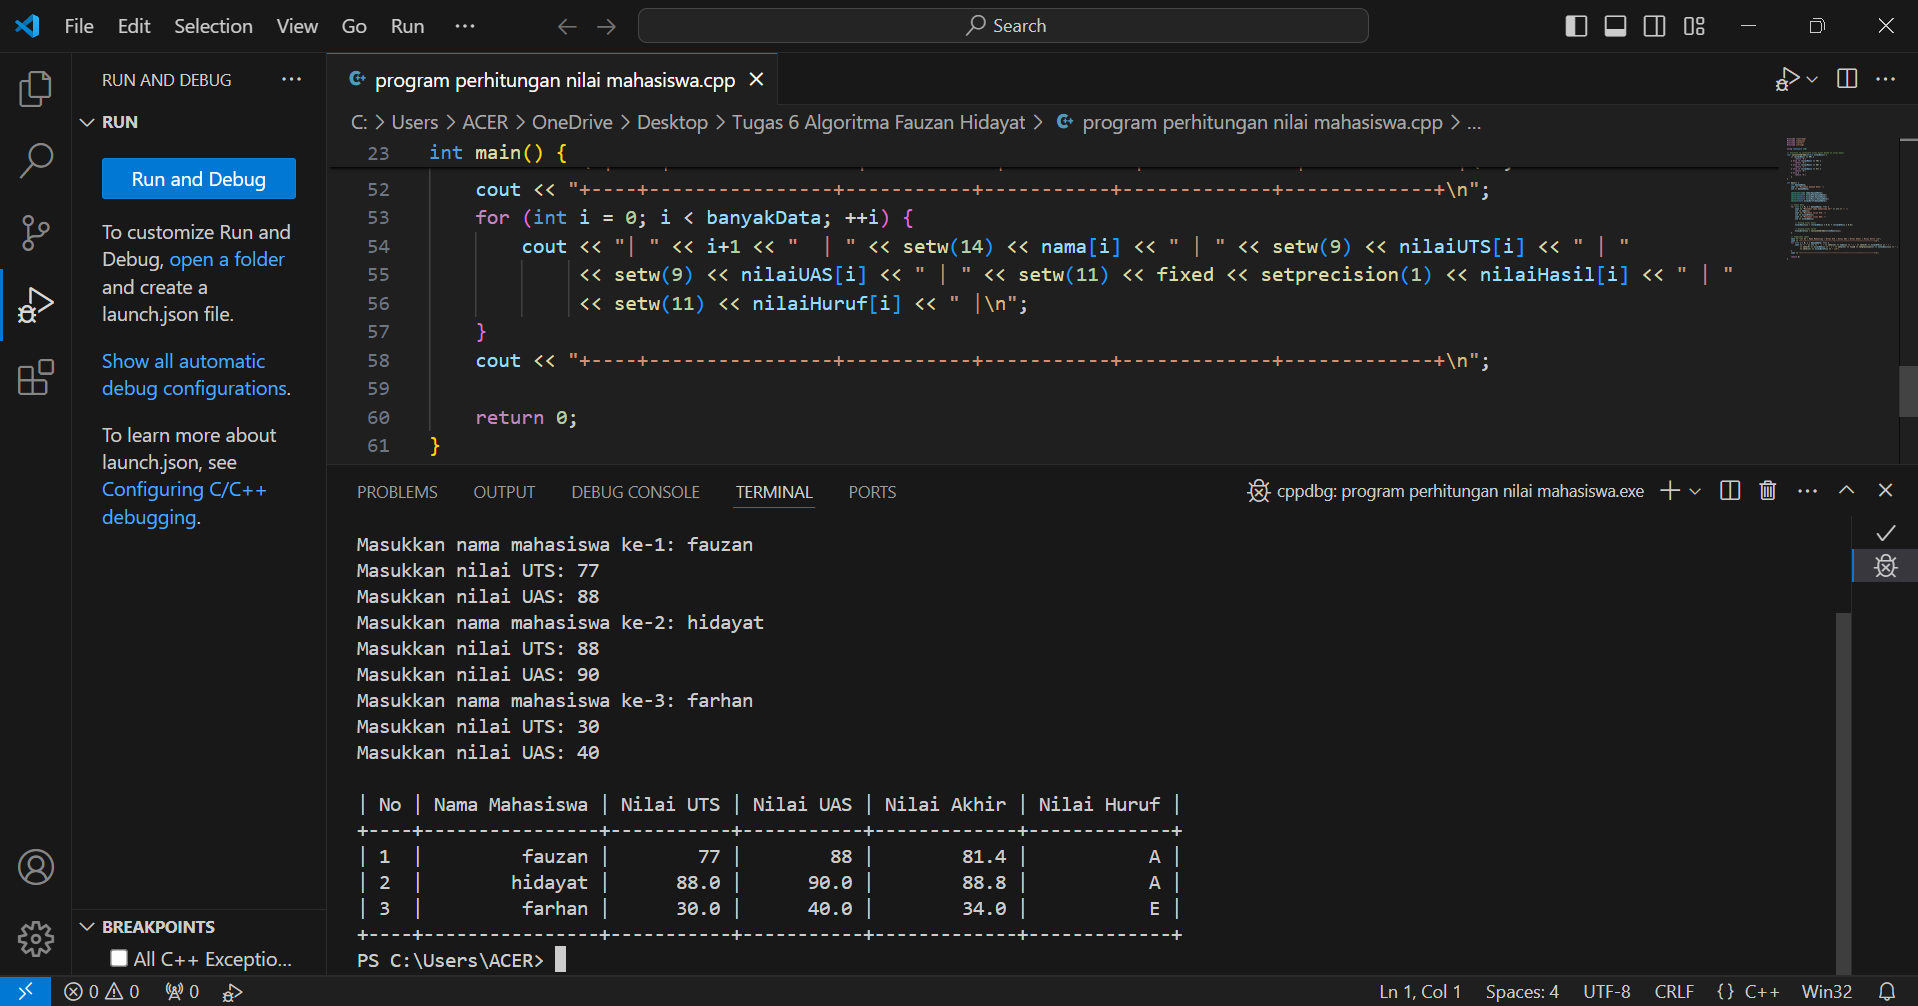 File Edit Selection View Go Run ··· Search
RUN AND DEBUG ···
RUN
Run and Debug
To customize Run and
Debug, open a folder
and create a
launch.json file.
Show all automatic
debug configurations.
To learn more about
launch.json, see
Configuring C/C++
debugging.
BREAKPOINTS
All C++ Exceptio...
program perhitungan nilai mahasiswa.cpp
C: > Users > ACER > OneDrive > Desktop > Tugas 6 Algoritma Fauzan Hidayat > program perhitungan nilai mahasiswa.cpp > ...
23 int main() {
52 cout << "+----+-----------------+-----------+-----------+--------------+-------------+\n";
53 for (int i = 0; i < banyakData; ++i) {
54 cout << "| " << i+1 << "  | " << setw(14) << nama[i] << " | " << setw(9) << nilaiUTS[i] << " | "
55 << setw(9) << nilaiUAS[i] << " | " << setw(11) << fixed << setprecision(1) << nilaiHasil[i] << " | "
56 << setw(11) << nilaiHuruf[i] << " |\n";
57 }
58 cout << "+----+-----------------+-----------+-----------+--------------+-------------+\n";
59
60 return 0;
61 }
PROBLEMS OUTPUT DEBUG CONSOLE TERMINAL PORTS cppdbg: program perhitungan nilai mahasiswa.exe
Masukkan nama mahasiswa ke-1: fauzan
Masukkan nilai UTS: 77
Masukkan nilai UAS: 88
Masukkan nama mahasiswa ke-2: hidayat
Masukkan nilai UTS: 88
Masukkan nilai UAS: 90
Masukkan nama mahasiswa ke-3: farhan
Masukkan nilai UTS: 30
Masukkan nilai UAS: 40
| No | Nama Mahasiswa | Nilai UTS | Nilai UAS | Nilai Akhir | Nilai Huruf |
+----+----------------+-----------+-----------+-------------+-------------+
| 1  |         fauzan |        77 |        88 |        81.4 |           A |
| 2  |        hidayat |      88.0 |      90.0 |        88.8 |           A |
| 3  |         farhan |      30.0 |      40.0 |        34.0 |           E |
+----+----------------+-----------+-----------+-------------+-------------+
PS C:\Users\ACER>
0 0 0 Ln 1, Col 1 Spaces: 4 UTF-8 CRLF {} C++ Win32